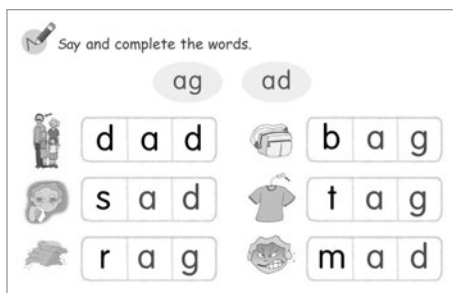 Say and complete the words.
ag ad
d a d b a g
s a d t a g
r a g m a d